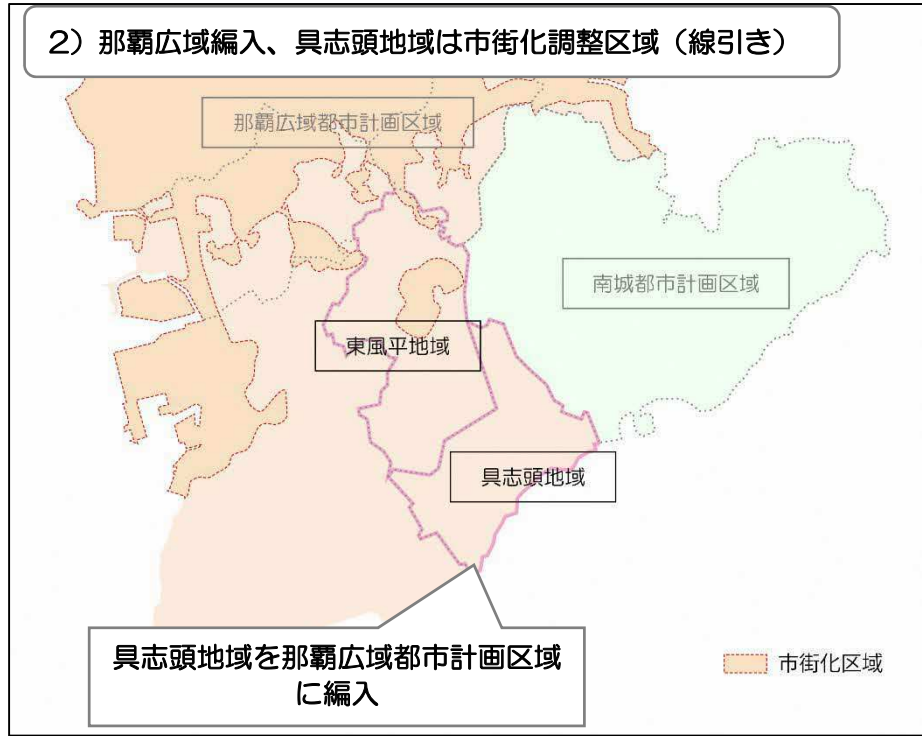 2）那覇広域編入、具志頭地域は市街化調整区域（線引き）
那覇広域都市計画区域
南城都市計画区域
東風平地域
具志頭地域
具志頭地域を那覇広域都市計画区域
に編入
市街化区域